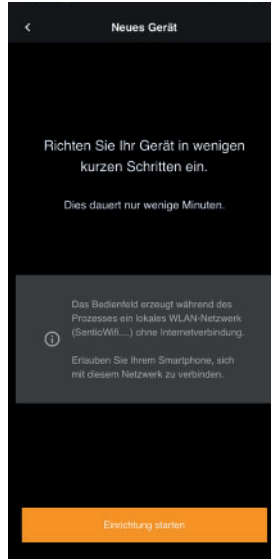 Neues Gerät
Richten Sie Ihr Gerät in wenigen
kurzen Schritten ein.
Dies dauert nur wenige Minuten.
Das Bedienfeld erzeugt während des
Prozesses ein lokales WLAN-Netzwerk
(SentioWifi....) ohne Internetverbindung.
Erlauben Sie Ihrem Smartphone, sich
mit diesem Netzwerk zu verbinden.
Einrichtung starten